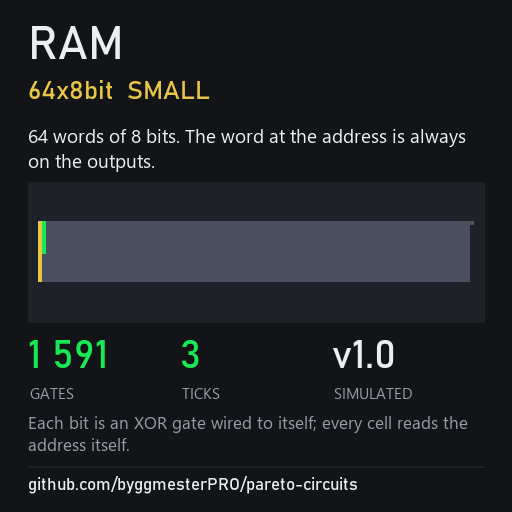 RAM
64x8bit SMALL
64 words of 8 bits. The word at the address is always
on the outputs.
1 591 3 v1.0
GATES TICKS SIMULATED
Each bit is an XOR gate wired to itself; every cell reads the
address itself.
github.com/byggmesterPRO/pareto-circuits